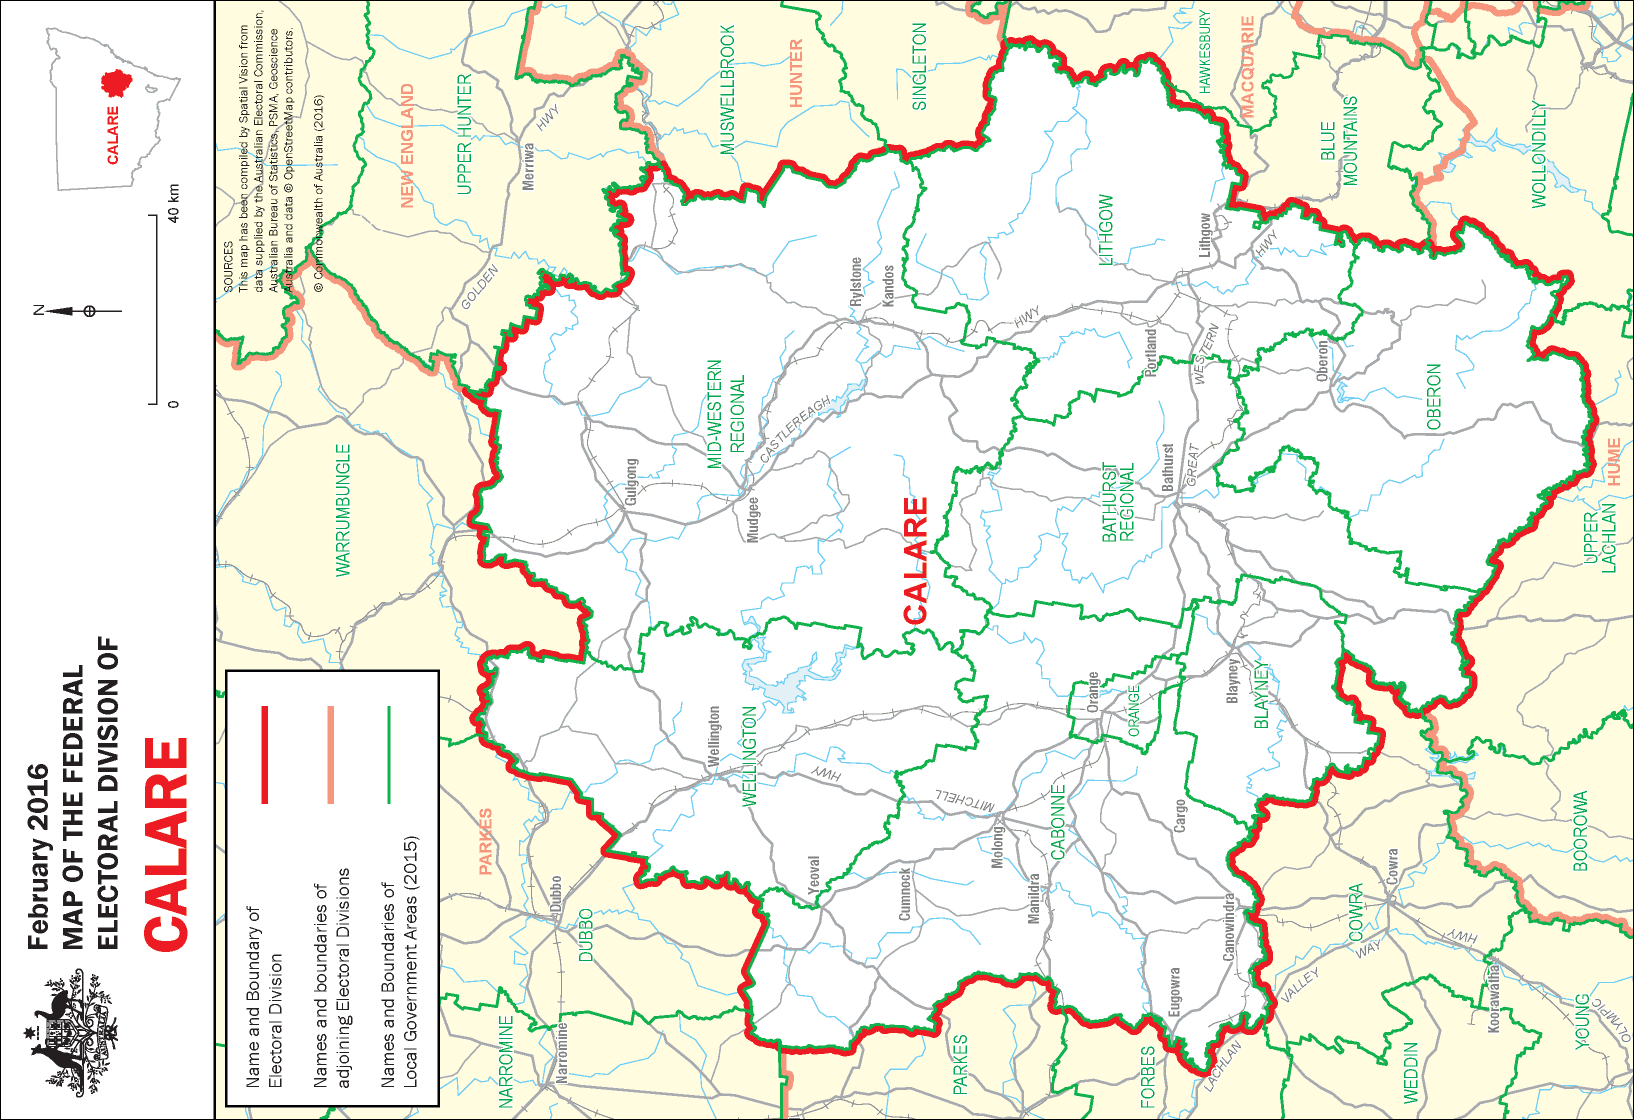 February 2016
MAP OF THE FEDERAL
ELECTORAL DIVISION OF
CALARE
N
0
40 km
CALARE
SOURCES
This map has been compiled by Spatial Vision from
data supplied by the Australian Electoral Commission,
Australian Bureau of Statistics, PSMA, Geoscience
Australia and data © OpenStreetMap contributors.
© Commonwealth of Australia (2016)
Name and Boundary of
Electoral Division
Names and boundaries of
adjoining Electoral Divisions
Names and Boundaries of
Local Government Areas (2015)
NARROMINE
Narromine
Dubbo
DUBBO
PARKES
WARRUMBUNGLE
NEW ENGLAND
UPPER HUNTER
Merriwa
HWY
GOLDEN
MUSWELLBROOK
HUNTER
SINGLETON
HAWKESBURY
MACQUARIE
BLUE
MOUNTAINS
WOLLONDILLY
Gulgong
MID-WESTERN
REGIONAL
Mudgee
CASTLEREAGH
Rylstone
Kandos
HWY
LITHGOW
Lithgow
HWY
Portland
WESTERN
GREAT
Oberon
OBERON
CALARE
BATHURST
REGIONAL
Bathurst
Wellington
WELLINGTON
HWY
MITCHELL
Yeoval
Cumnock
Molong
Manildra
CABONNE
Orange
ORANGE
Cargo
Blayney
BLAYNEY
Canowindra
Eugowra
LACHLAN
VALLEY
WAY
PARKES
FORBES
WEDDIN
COWRA
Cowra
HWY
Koorawatha
YOUNG
OLYMPIC
BOOROWA
UPPER
LACHLAN
HUME